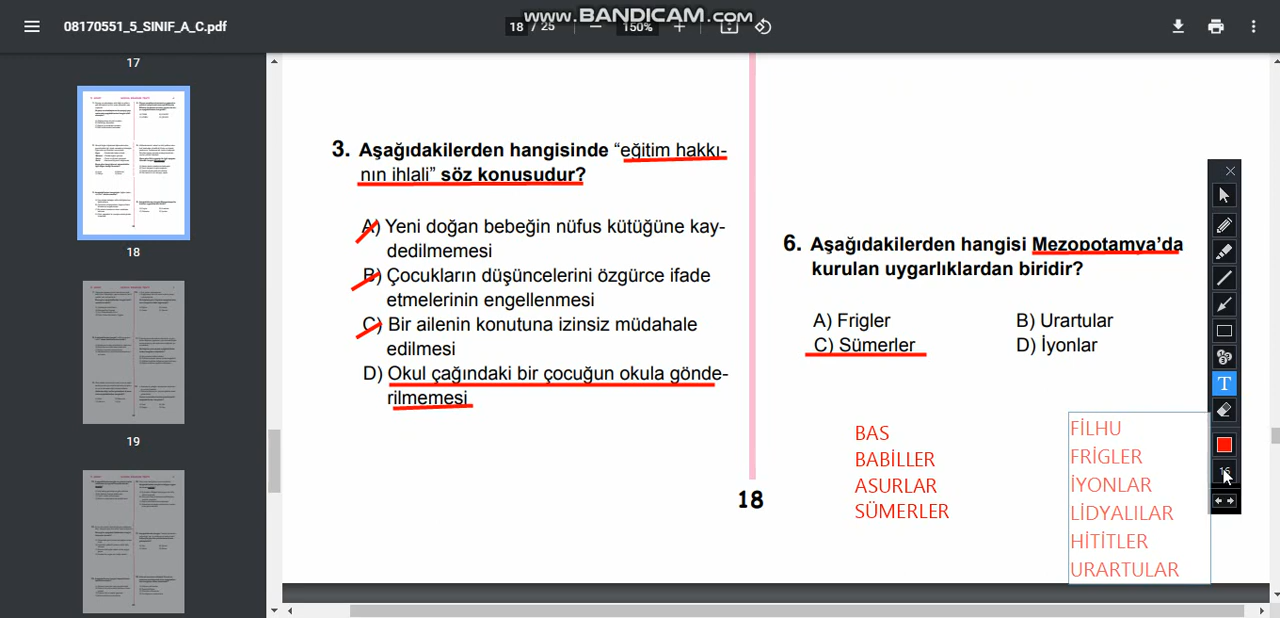 www.BANDICAM.com
08170551_5_SINIF_A_C.pdf
18 / 25
150%
17
18
19
3. Aşağıdakilerden hangisinde “eğitim hakkı-
nın ihlali” söz konusudur?
A) Yeni doğan bebeğin nüfus kütüğüne kay-
dedilmemesi
B) Çocukların düşüncelerini özgürce ifade
etmelerinin engellenmesi
C) Bir ailenin konutuna izinsiz müdahale
edilmesi
D) Okul çağındaki bir çocuğun okula gönde-
rilmemesi
6. Aşağıdakilerden hangisi Mezopotamya’da
kurulan uygarlıklardan biridir?
A) Frigler B) Urartular
C) Sümerler D) İyonlar
BAS
BABİLLER
ASURLAR
SÜMERLER
FİLHU
FRİGLER
İYONLAR
LİDYALILAR
HİTİTLER
URARTULAR
18
T